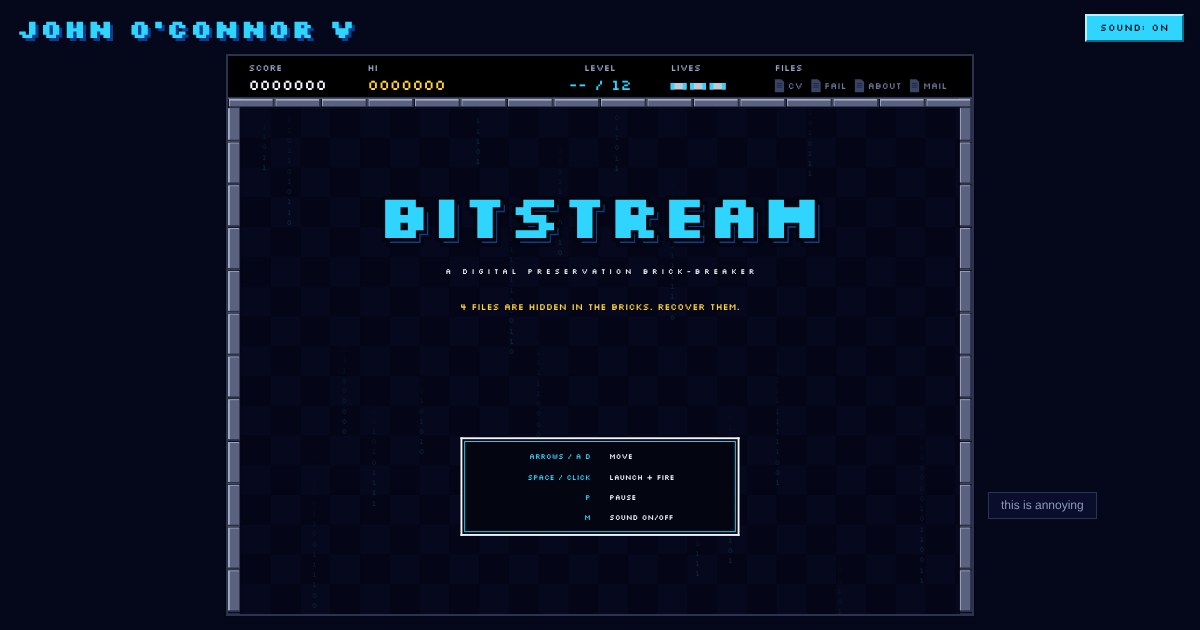 JOHN O'CONNOR V
SOUND: ON
SCORE HI LEVEL LIVES FILES
0000000 0000000 -- / 12 CV FAIL ABOUT MAIL
BITSTREAM
A DIGITAL PRESERVATION BRICK-BREAKER
4 FILES ARE HIDDEN IN THE BRICKS. RECOVER THEM.
ARROWS / A D MOVE
SPACE / CLICK LAUNCH + FIRE
P PAUSE
M SOUND ON/OFF
this is annoying